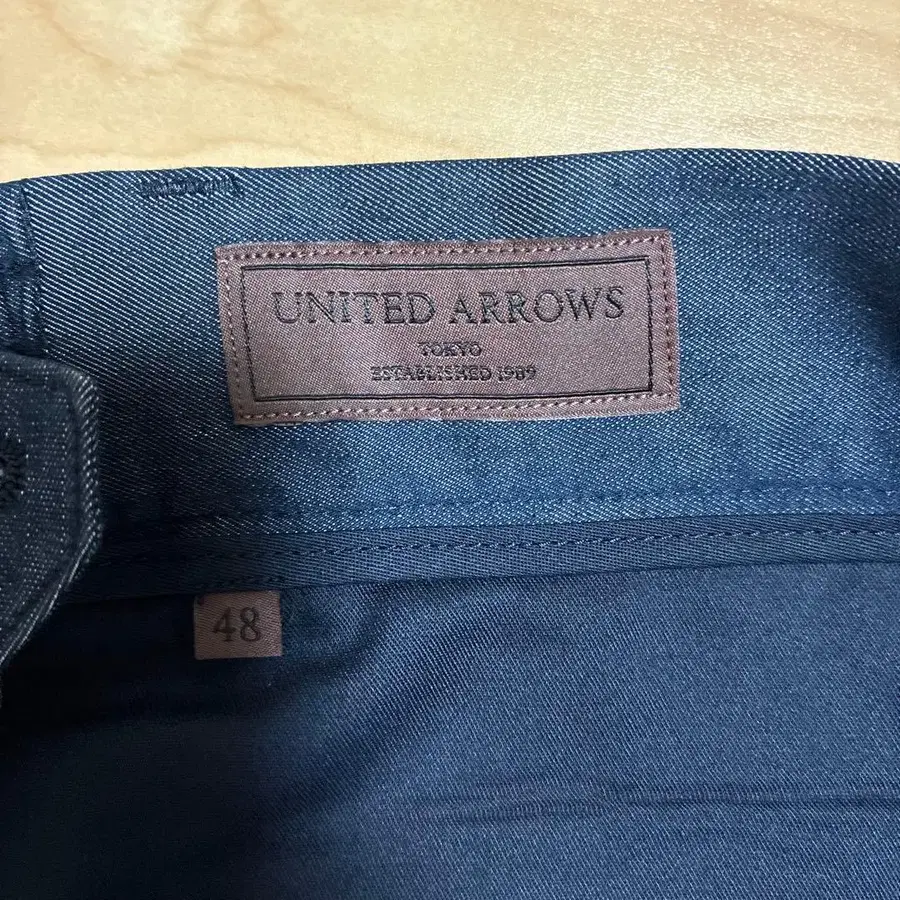 UNITED ARROWS
TOKYO
ESTABLISHED 1989
48